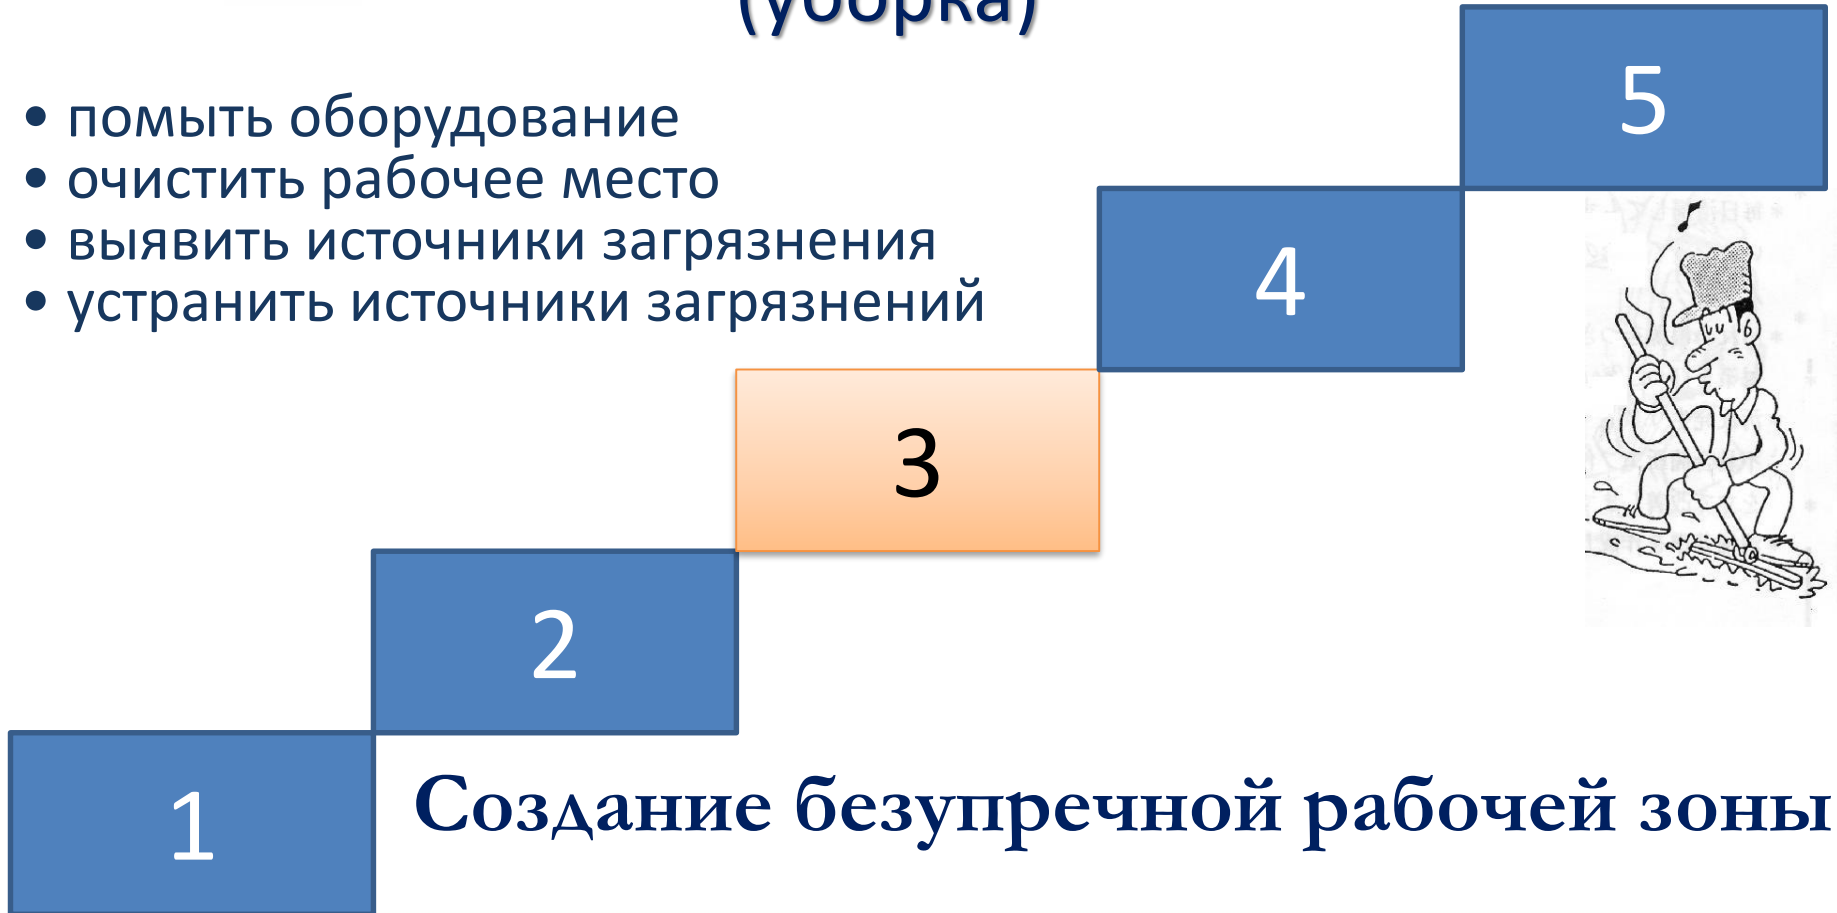 (уборка)
• помыть оборудование
• очистить рабочее место
• выявить источники загрязнения
• устранить источники загрязнений
5
4
3
2
1
Создание безупречной рабочей зоны